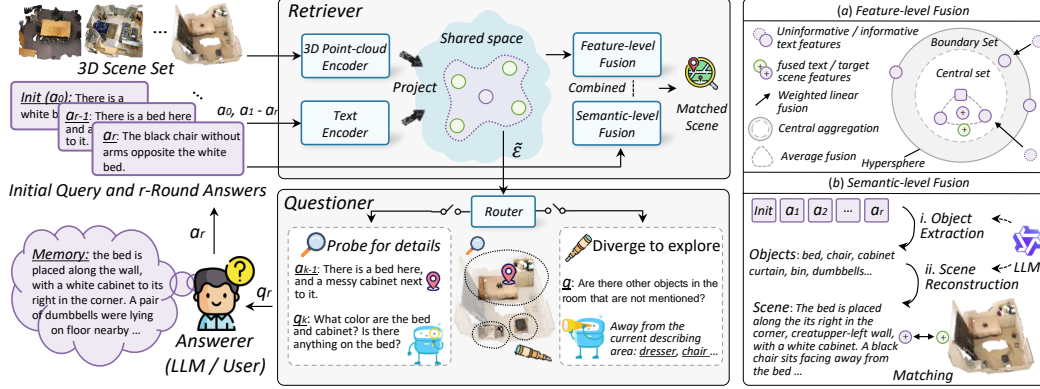 3D Scene Set
...
Init (a0): There is a
white b
ar-1: There is a bed here
and a
to it.
ar: The black chair without
arms opposite the white
bed.
...
a0, a1 - ar
Initial Query and r-Round Answers
ar
Memory: the bed is
placed along the wall,
with a white cabinet to its
right in the corner. A pair
of dumbbells were lying
on floor nearby ...
?
qr
Answerer
(LLM / User)
Retriever
3D Point-cloud
Encoder
Text
Encoder
Project
Shared space
Feature-level
Fusion
Combined
Semantic-level
Fusion
Matched
Scene
ℰ̃
Questioner
Router
Probe for details
ak-1: There is a bed here,
and a messy cabinet next
to it.
qk: What color are the bed
and cabinet? Is there
anything on the bed?
Diverge to explore
q: Are there other objects in the
room that are not mentioned?
Away from the
current describing
area: dresser, chair ...
(a) Feature-level Fusion
Uninformative / informative
text features
fused text / target
scene features
Weighted linear
fusion
Central aggregation
Average fusion
Boundary Set
Central set
Hypersphere
(b) Semantic-level Fusion
Init a1 a2 ... ar
i. Object
Extraction
LLM
Objects: bed, chair, cabinet
curtain, bin, dumbbells...
ii. Scene
Reconstruction
Scene: The bed is placed
along the its right in the
corner, creatupper-left wall,
with a white cabinet. A black
chair sits facing away from
the bed ...
Matching